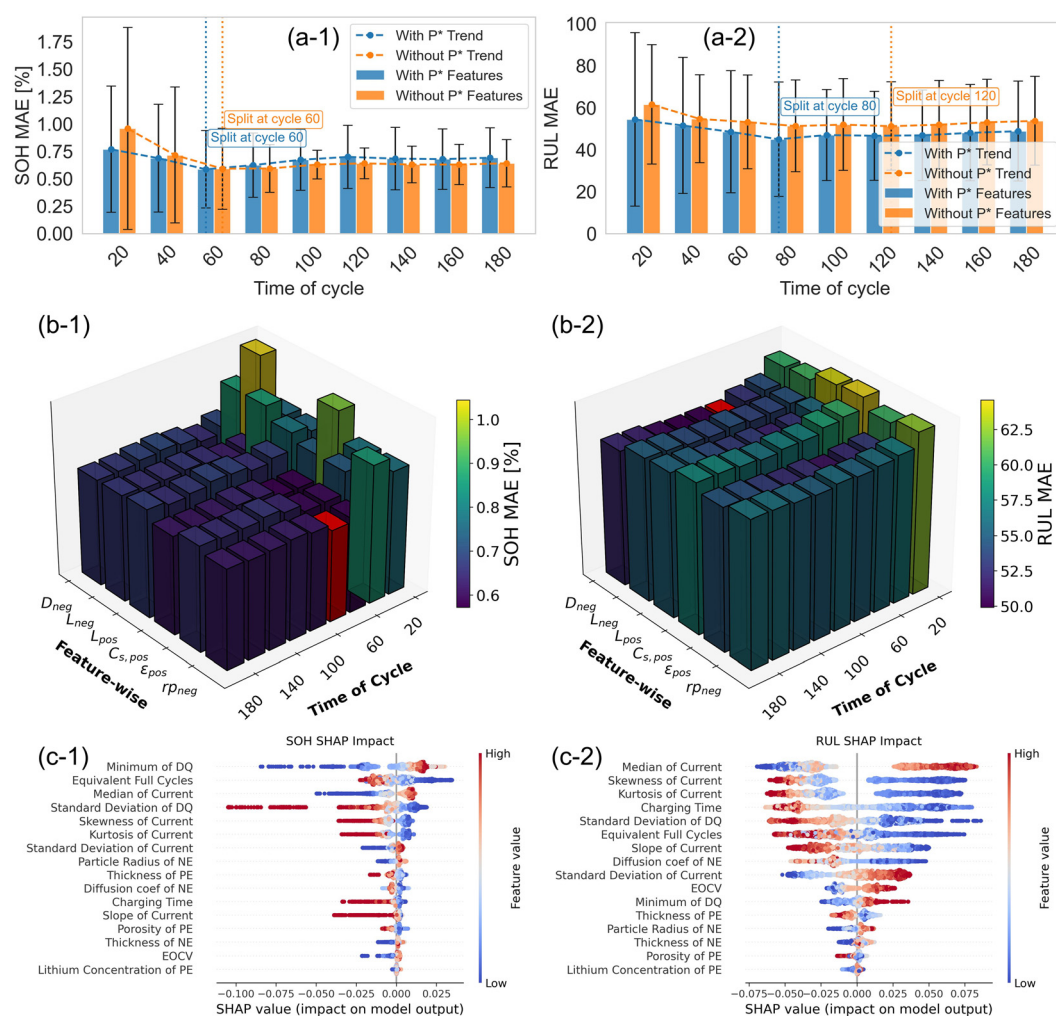 (a-1)
SOH MAE [%]
1.75
1.50
1.25
1.00
0.75
0.50
0.25
0.00
With P* Trend
Without P* Trend
With P* Features
Without P* Features
Split at cycle 60
Split at cycle 60
20 40 60 80 100 120 140 160 180
Time of cycle
(a-2)
RUL MAE
100
80
60
40
20
0
Split at cycle 80
Split at cycle 120
With P* Trend
Without P* Trend
With P* Features
Without P* Features
20 40 60 80 100 120 140 160 180
Time of cycle
(b-1)
1.0
0.9
0.8
0.7
0.6
SOH MAE [%]
D_neg
L_neg
L_pos
C_s,pos
ε_pos
rp_neg
Feature-wise
180 140 100 60 20
Time of Cycle
(b-2)
62.5
60.0
57.5
55.0
52.5
50.0
RUL MAE
D_neg
L_neg
L_pos
C_s,pos
ε_pos
rp_neg
Feature-wise
180 140 100 60 20
Time of Cycle
(c-1)
SOH SHAP Impact
Minimum of DQ
Equivalent Full Cycles
Median of Current
Standard Deviation of DQ
Skewness of Current
Kurtosis of Current
Standard Deviation of Current
Particle Radius of NE
Thickness of PE
Diffusion coef of NE
Charging Time
Slope of Current
Porosity of PE
Thickness of NE
EOCV
Lithium Concentration of PE
−0.100 −0.075 −0.050 −0.025 0.000 0.025
SHAP value (impact on model output)
High
Feature value
Low
(c-2)
RUL SHAP Impact
Median of Current
Skewness of Current
Kurtosis of Current
Charging Time
Standard Deviation of DQ
Equivalent Full Cycles
Slope of Current
Diffusion coef of NE
Standard Deviation of Current
EOCV
Minimum of DQ
Thickness of PE
Particle Radius of NE
Thickness of NE
Porosity of PE
Lithium Concentration of PE
−0.075 −0.050 −0.025 0.000 0.025 0.050 0.075
SHAP value (impact on model output)
High
Feature value
Low